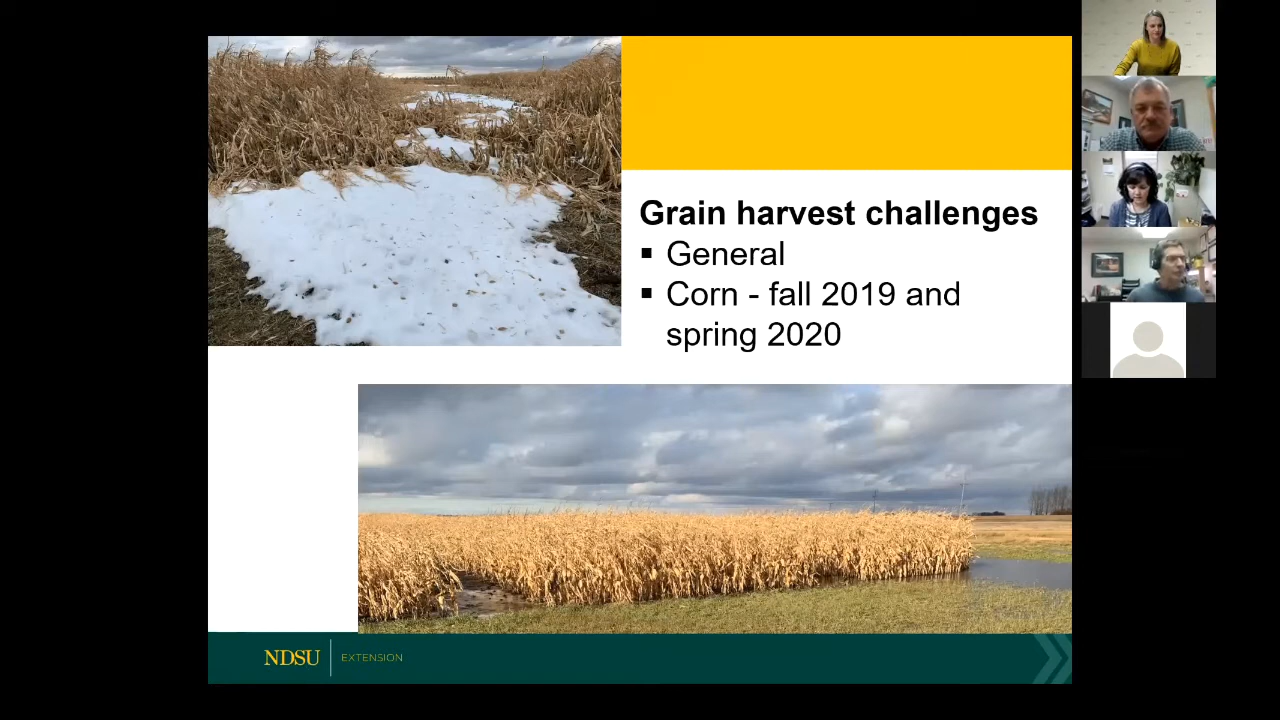 Grain harvest challenges
▪ General
▪ Corn - fall 2019 and
spring 2020
NDSU
EXTENSION